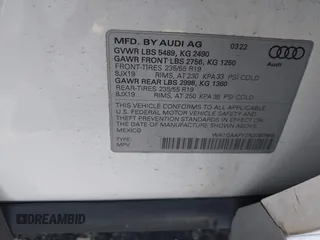 MFD. BY AUDI AG 03.22
GVWR LBS 5489, KG 2490
GAWR FRONT LBS 2756, KG 1250
FRONT-TIRES 235/55 R19
8JX19 RIMS, AT 230 KPA 33 PSI COLD
GAWR REAR LBS 2998, KG 1360
REAR-TIRES 235/55 R19
8JX19 RIMS, AT 250 KPA 36 PSI COLD
THIS VEHICLE CONFORMS TO ALL APPLICABLE
U.S. FEDERAL MOTOR VEHICLE SAFETY AND
THEFT PREVENTION STANDARDS IN EFFECT ON
THE DATE OF MANUFACTURE SHOWN ABOVE.
MEXICO
TYPE:
MPV
Audi
DREAMBID